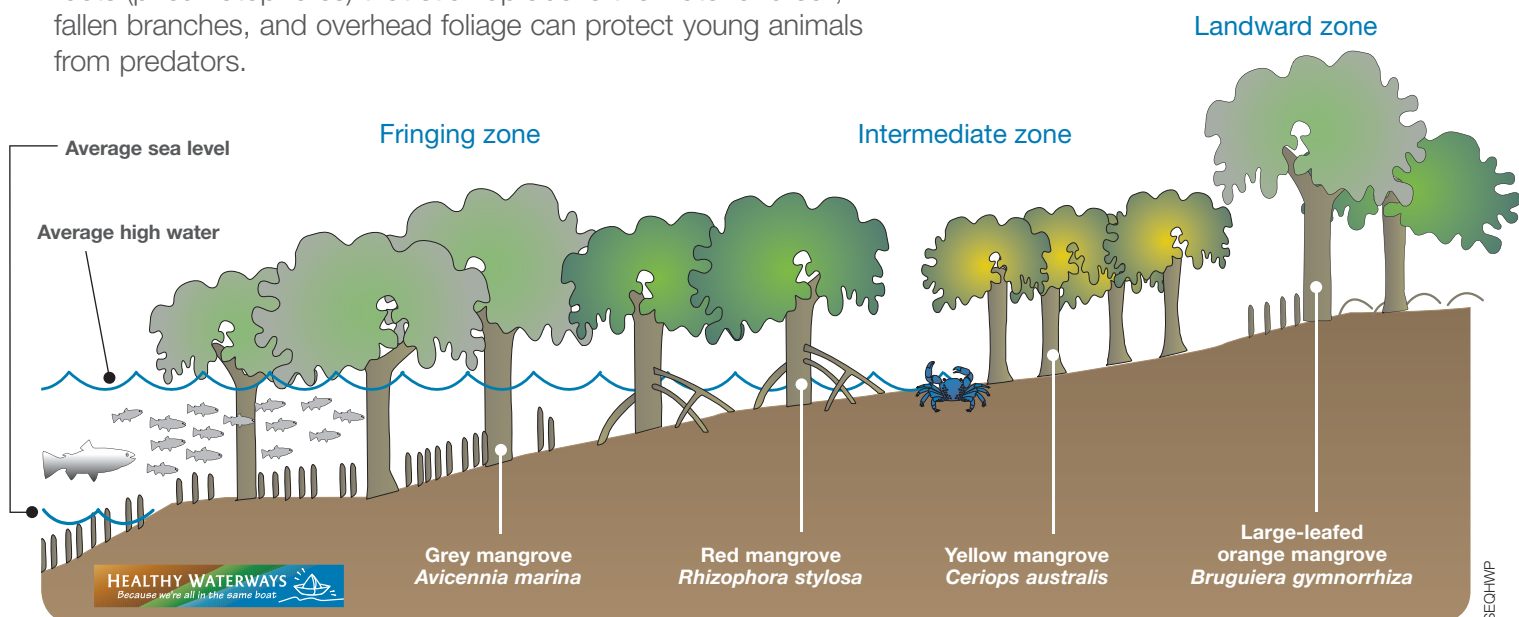 fallen branches, and overhead foliage can protect young animals
from predators.
Landward zone
Fringing zone
Intermediate zone
Average sea level
Average high water
Grey mangrove
Avicennia marina
Red mangrove
Rhizophora stylosa
Yellow mangrove
Ceriops australis
Large-leafed
orange mangrove
Bruguiera gymnorrhiza
HEALTHY WATERWAYS
Because we're all in the same boat
SEQHWP